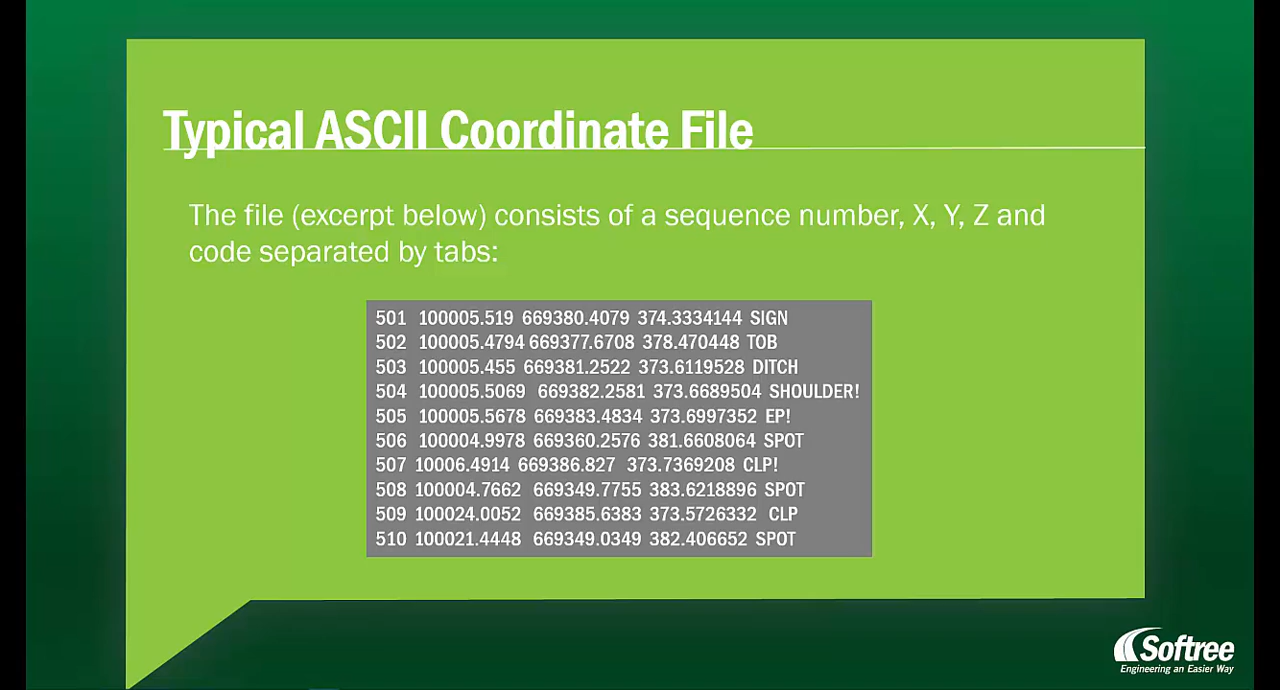 Typical ASCII Coordinate File
The file (excerpt below) consists of a sequence number, X, Y, Z and
code separated by tabs:
501 100005.519 669380.4079 374.3334144 SIGN
502 100005.4794 669377.6708 378.470448 TOB
503 100005.455 669381.2522 373.6119528 DITCH
504 100005.5069 669382.2581 373.6689504 SHOULDER!
505 100005.5678 669383.4834 373.6997352 EP!
506 100004.9978 669360.2576 381.6608064 SPOT
507 10006.4914 669386.827 373.7369208 CLP!
508 100004.7662 669349.7755 383.6218896 SPOT
509 100024.0052 669385.6383 373.5726332 CLP
510 100021.4448 669349.0349 382.406652 SPOT
Softree
Engineering an Easier Way